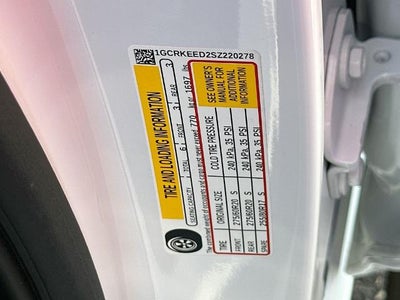 1GCRKEED2SZ220278
TIRE AND LOADING INFORMATION
SEATING CAPACITY TOTAL 6 FRONT 3 REAR 3
The combined weight of occupants and cargo must never exceed 770 kg or 1697 lbs.
TIRE ORIGINAL SIZE COLD TIRE PRESSURE
FRONT 275/60R20 S 240 kPa, 35 PSI
REAR 275/60R20 S 240 kPa, 35 PSI
SPARE 255/80R17 S 240 kPa, 35 PSI
SEE OWNER'S
MANUAL FOR
ADDITIONAL
INFORMATION